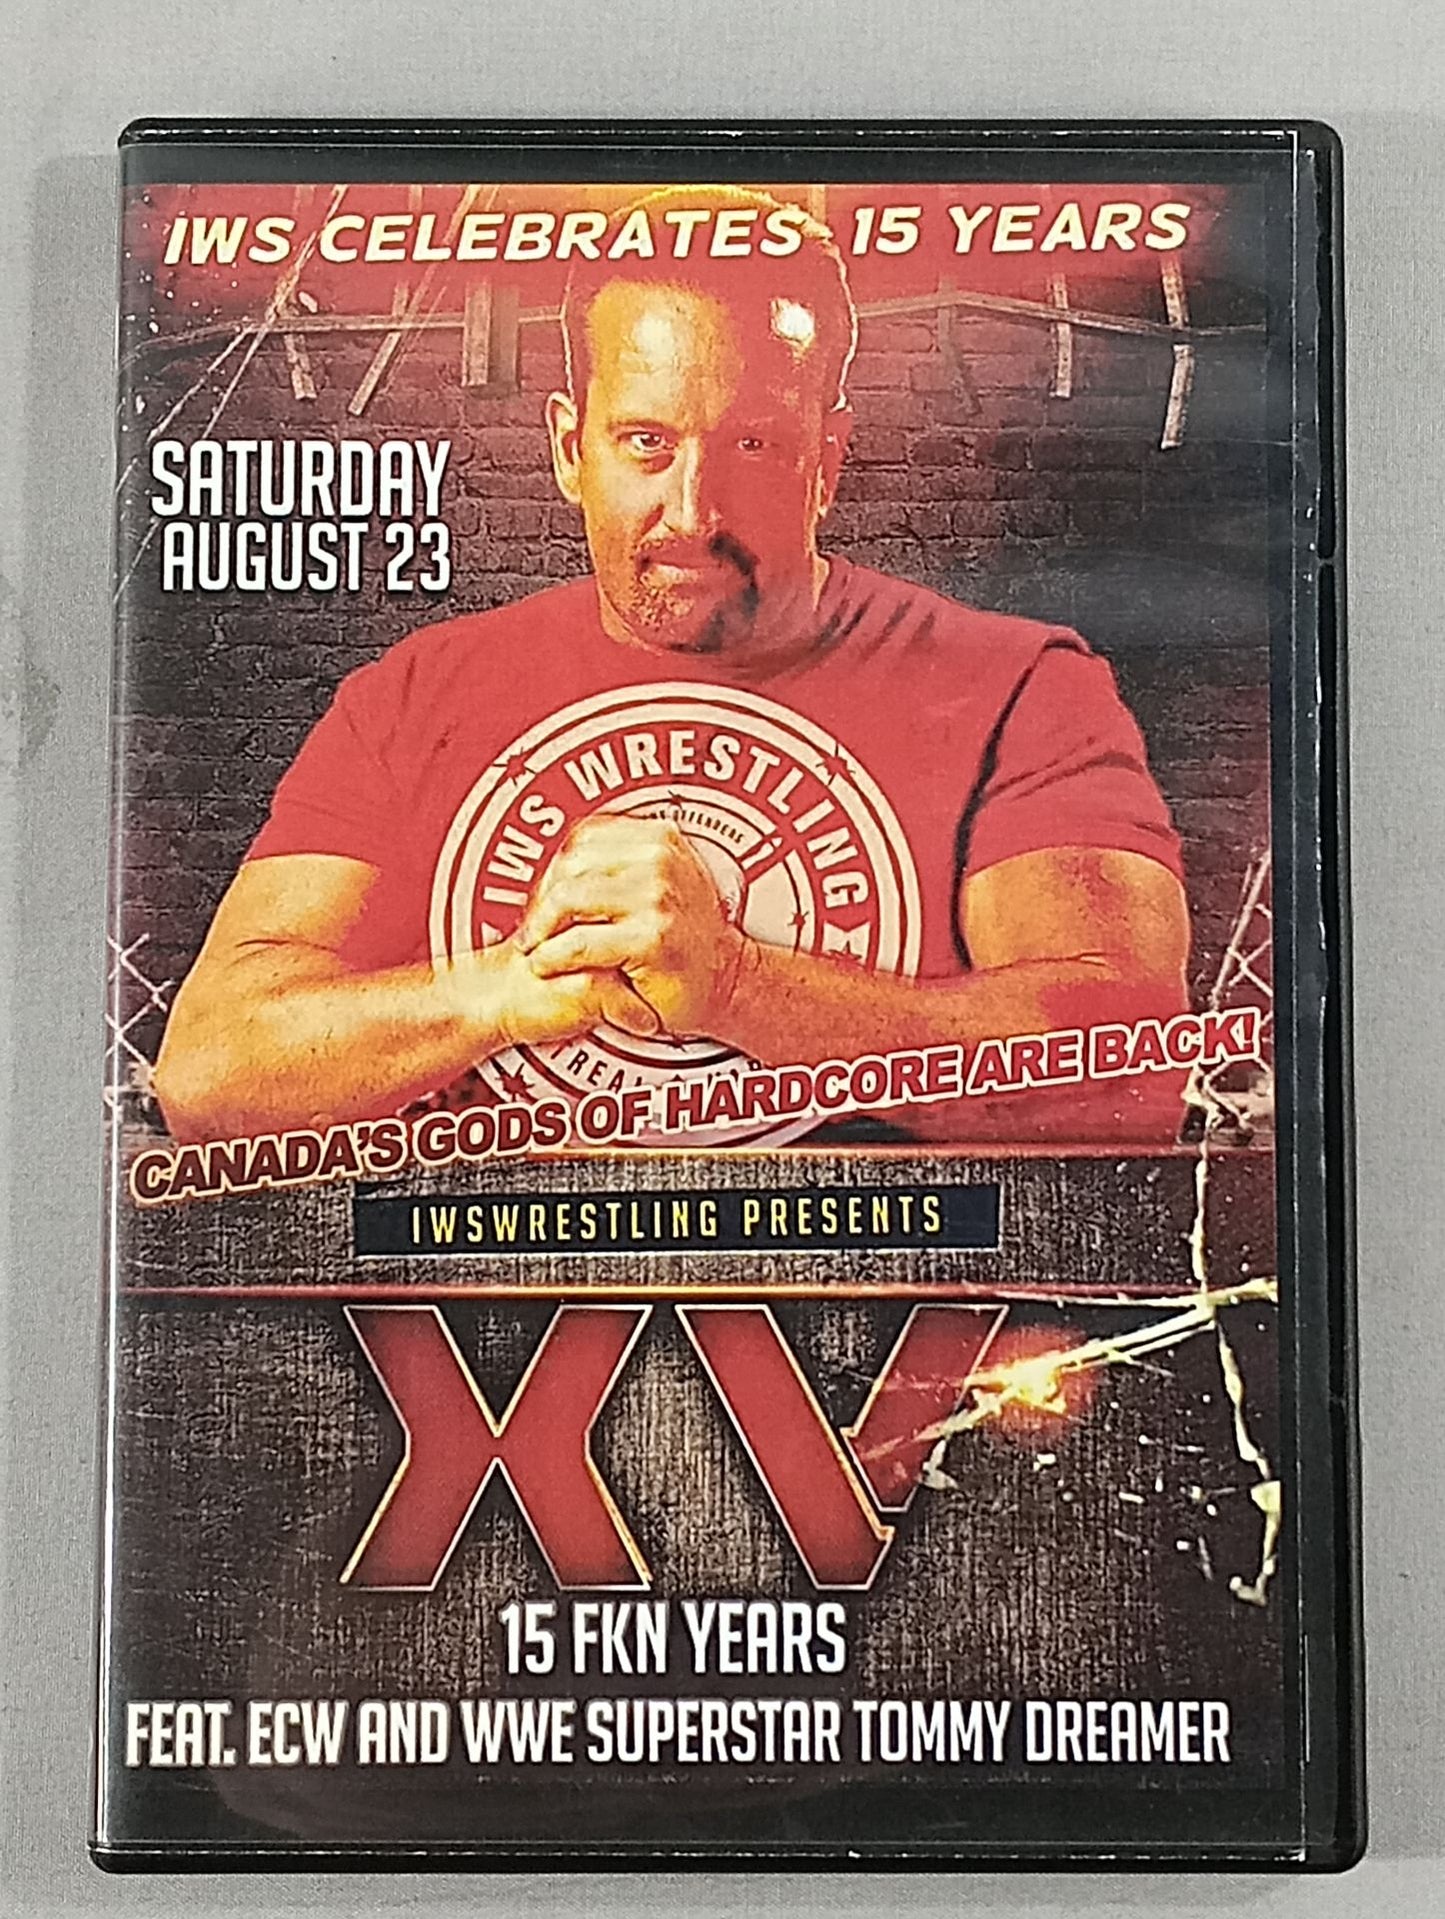 IWS CELEBRATES 15 YEARS
SATURDAY
AUGUST 23
IWS WRESTLING
OFFENDERS
CANADA'S GODS OF HARDCORE ARE BACK!
IWSWRESTLING PRESENTS
XV
15 FKN YEARS
FEAT. ECW AND WWE SUPERSTAR TOMMY DREAMER